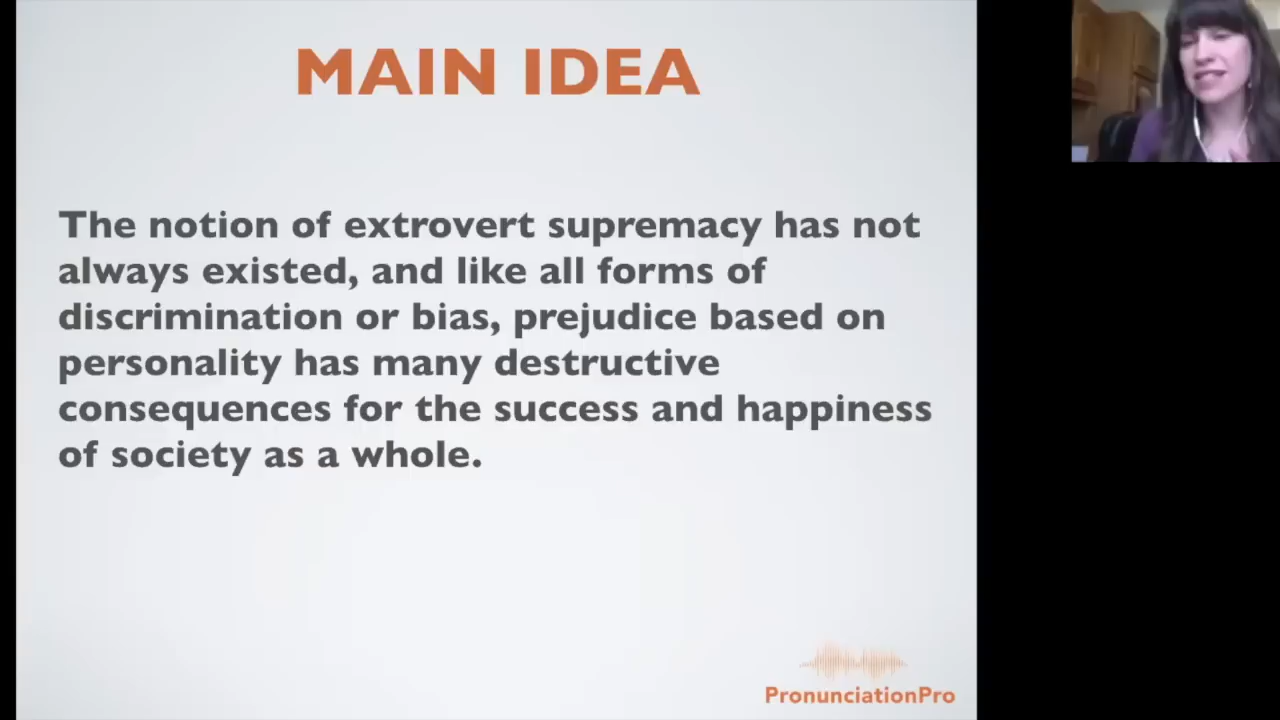 MAIN IDEA
The notion of extrovert supremacy has not
always existed, and like all forms of
discrimination or bias, prejudice based on
personality has many destructive
consequences for the success and happiness
of society as a whole.
PronunciationPro